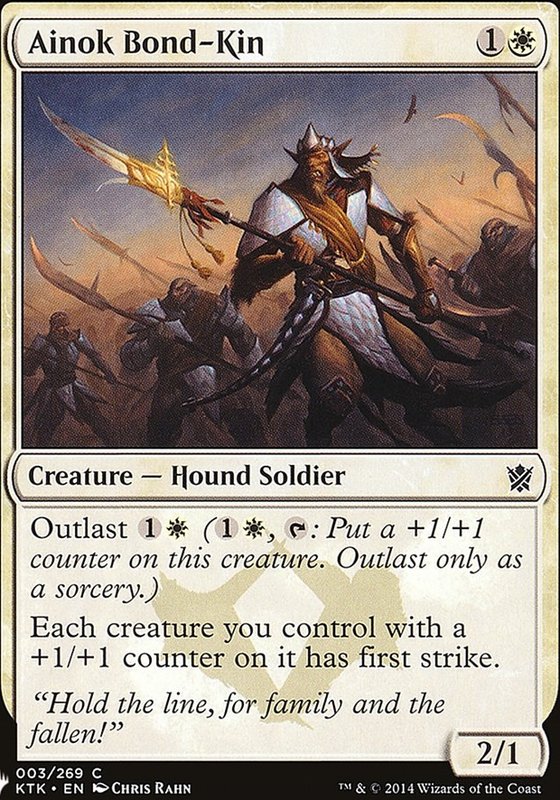 Ainok Bond-Kin 1
Creature — Hound Soldier
Outlast 1 (1, : Put a +1/+1
counter on this creature. Outlast only as
a sorcery.)
Each creature you control with a
+1/+1 counter on it has first strike.
“Hold the line, for family and the
fallen!”
2/1
003/269 C
KTK • EN Chris Rahn
™ & © 2014 Wizards of the Coast